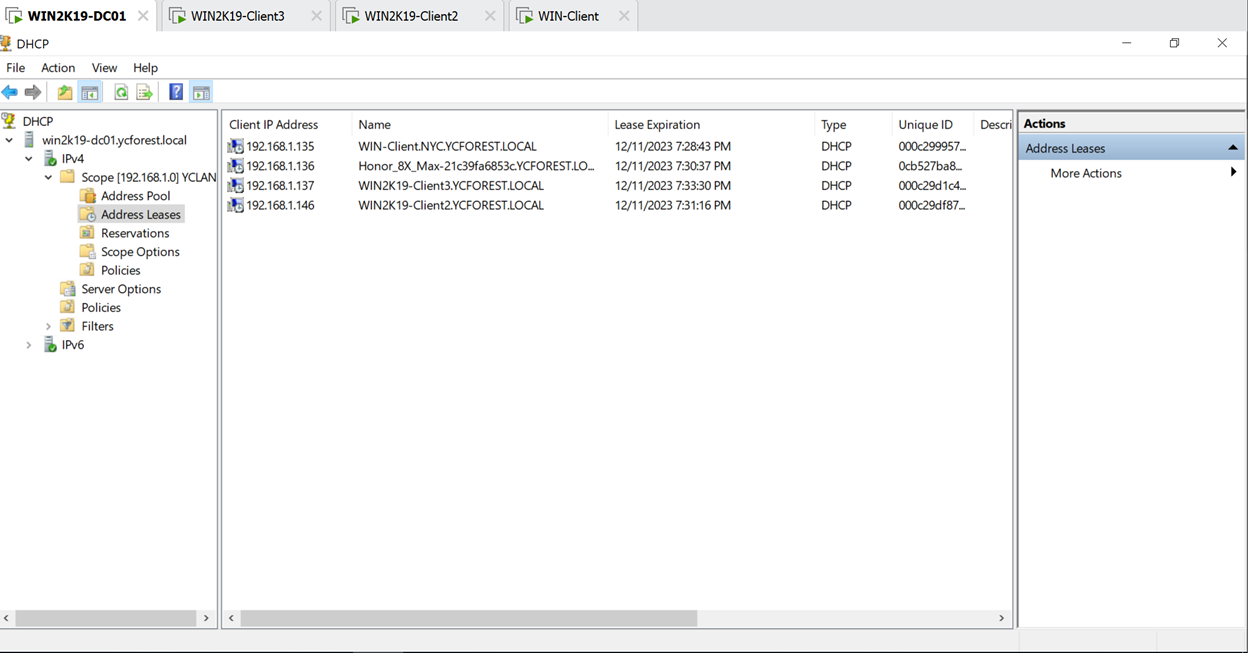 WIN2K19-DC01 WIN2K19-Client3 WIN2K19-Client2 WIN-Client
DHCP
File Action View Help
DHCP
win2k19-dc01.ycforest.local
IPv4
Scope [192.168.1.0] YCLAN
Address Pool
Address Leases
Reservations
Scope Options
Policies
Server Options
Policies
Filters
IPv6
Client IP Address Name Lease Expiration Type Unique ID Descri
192.168.1.135 WIN-Client.NYC.YCFOREST.LOCAL 12/11/2023 7:28:43 PM DHCP 000c299957...
192.168.1.136 Honor_8X_Max-21c39fa6853c.YCFOREST.LO... 12/11/2023 7:30:37 PM DHCP 0cb527ba8...
192.168.1.137 WIN2K19-Client3.YCFOREST.LOCAL 12/11/2023 7:33:30 PM DHCP 000c29d1c4...
192.168.1.146 WIN2K19-Client2.YCFOREST.LOCAL 12/11/2023 7:31:16 PM DHCP 000c29df87...
Actions
Address Leases
More Actions